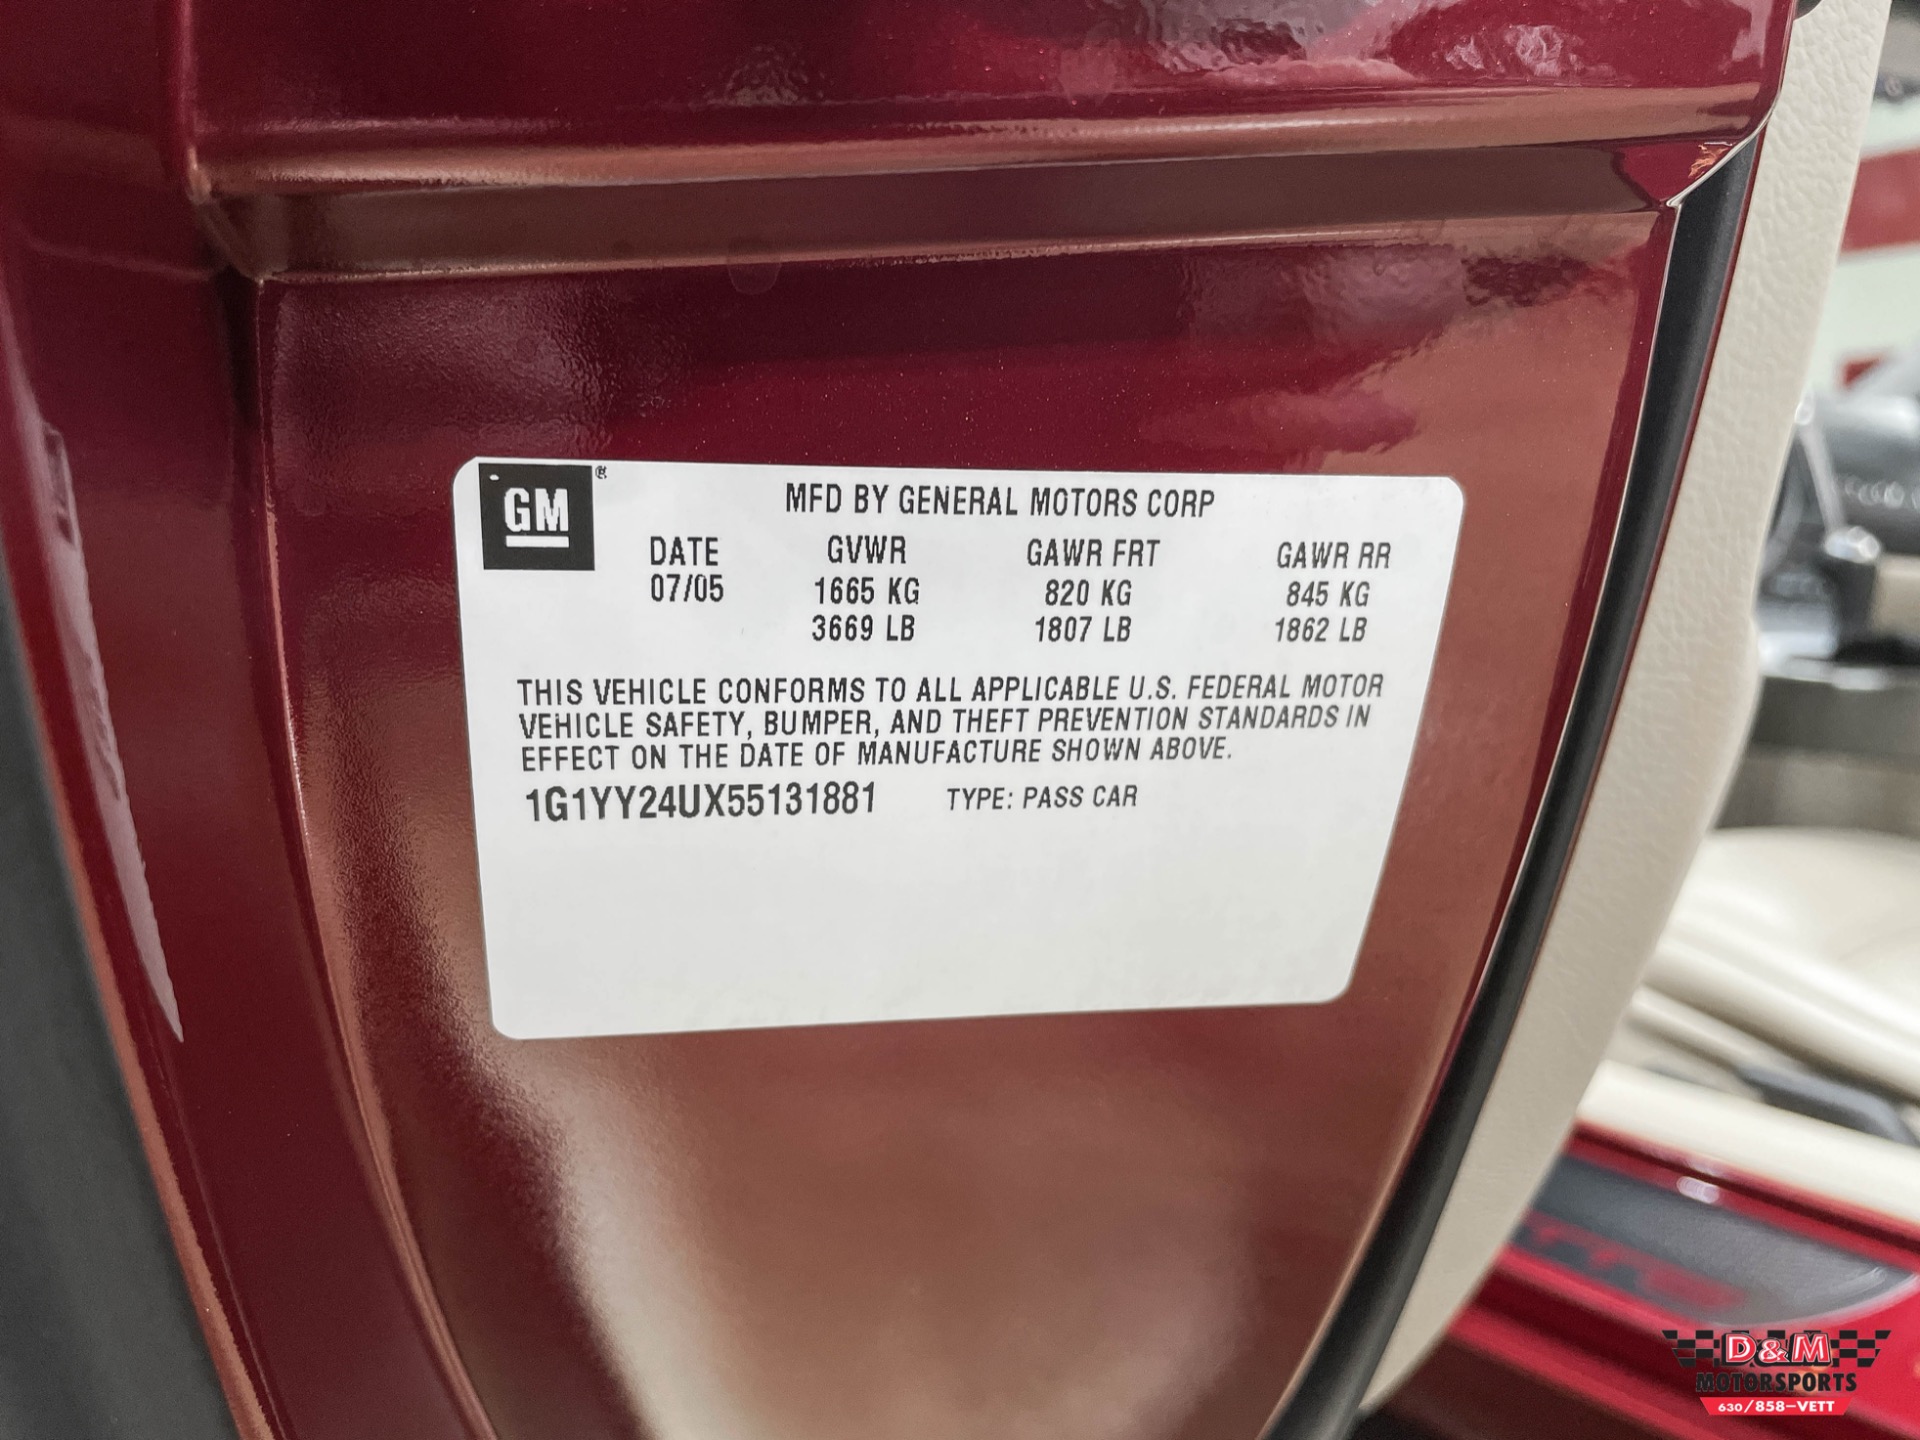 GM ®
MFD BY GENERAL MOTORS CORP
DATE GVWR GAWR FRT GAWR RR
07/05 1665 KG 820 KG 845 KG
3669 LB 1807 LB 1862 LB
THIS VEHICLE CONFORMS TO ALL APPLICABLE U.S. FEDERAL MOTOR
VEHICLE SAFETY, BUMPER, AND THEFT PREVENTION STANDARDS IN
EFFECT ON THE DATE OF MANUFACTURE SHOWN ABOVE.
1G1YY24UX55131881 TYPE: PASS CAR
D&M
MOTORSPORTS
630/858-VETT